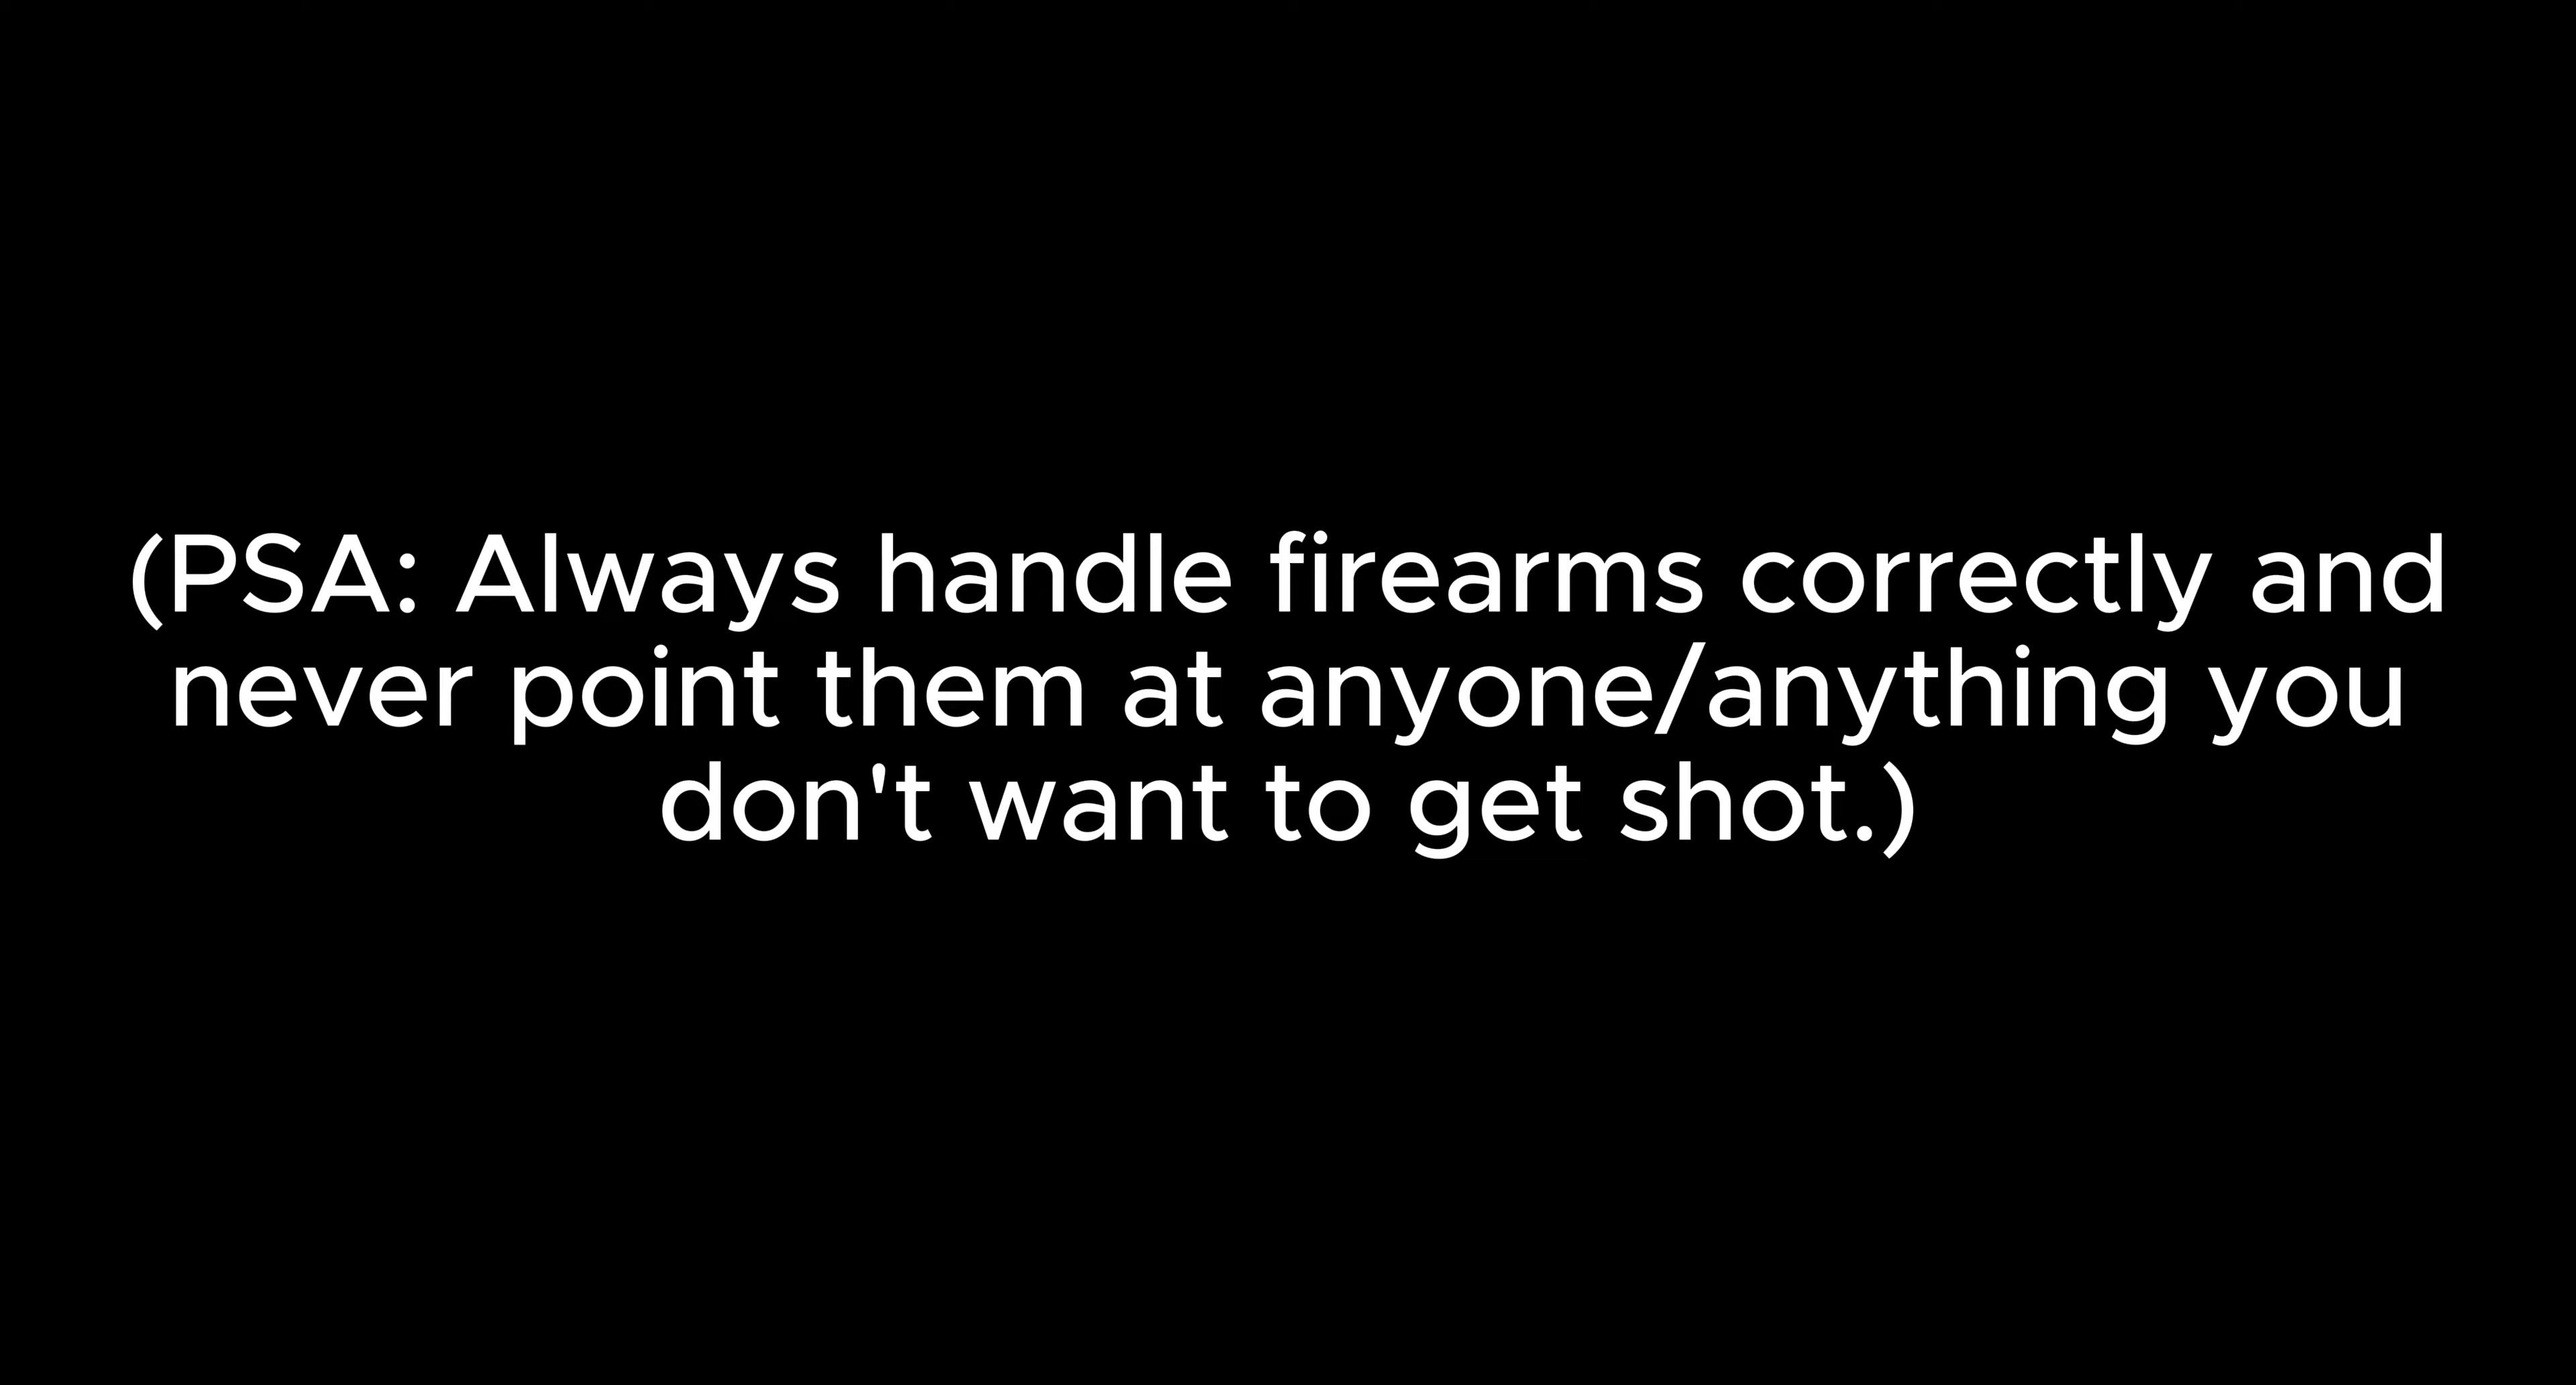 (PSA: Always handle firearms correctly and
never point them at anyone/anything you
don't want to get shot.)